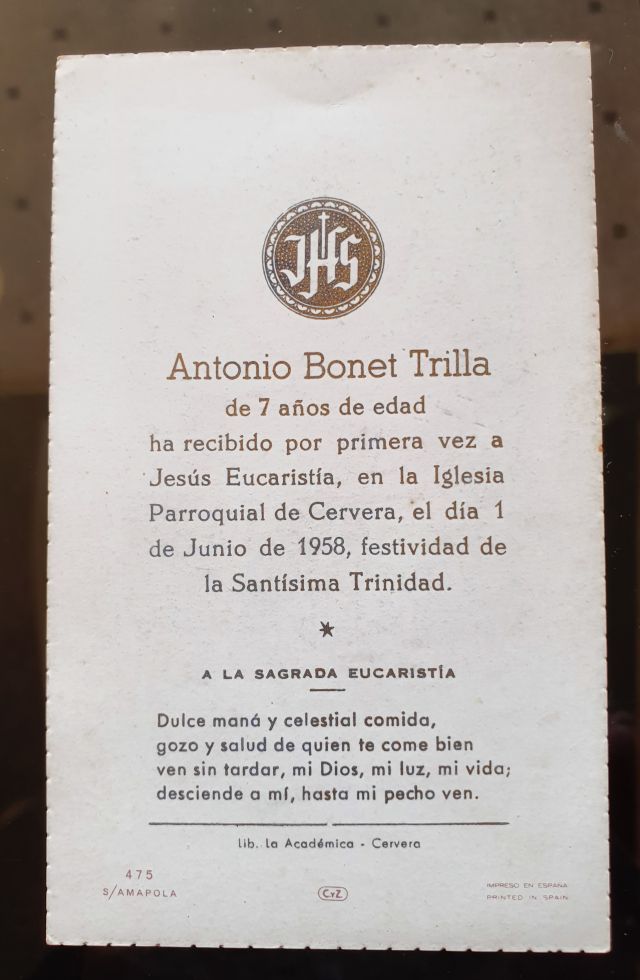 JHS
Antonio Bonet Trilla
de 7 años de edad
ha recibido por primera vez a
Jesús Eucaristía, en la Iglesia
Parroquial de Cervera, el día 1
de Junio de 1958, festividad de
la Santísima Trinidad.
A LA SAGRADA EUCARISTÍA
Dulce maná y celestial comida,
gozo y salud de quien te come bien
ven sin tardar, mi Dios, mi luz, mi vida;
desciende a mí, hasta mi pecho ven.
Lib. La Académica - Cervera
475
S/AMAPOLA
C.YZ
IMPRESO EN ESPAÑA
PRINTED IN SPAIN